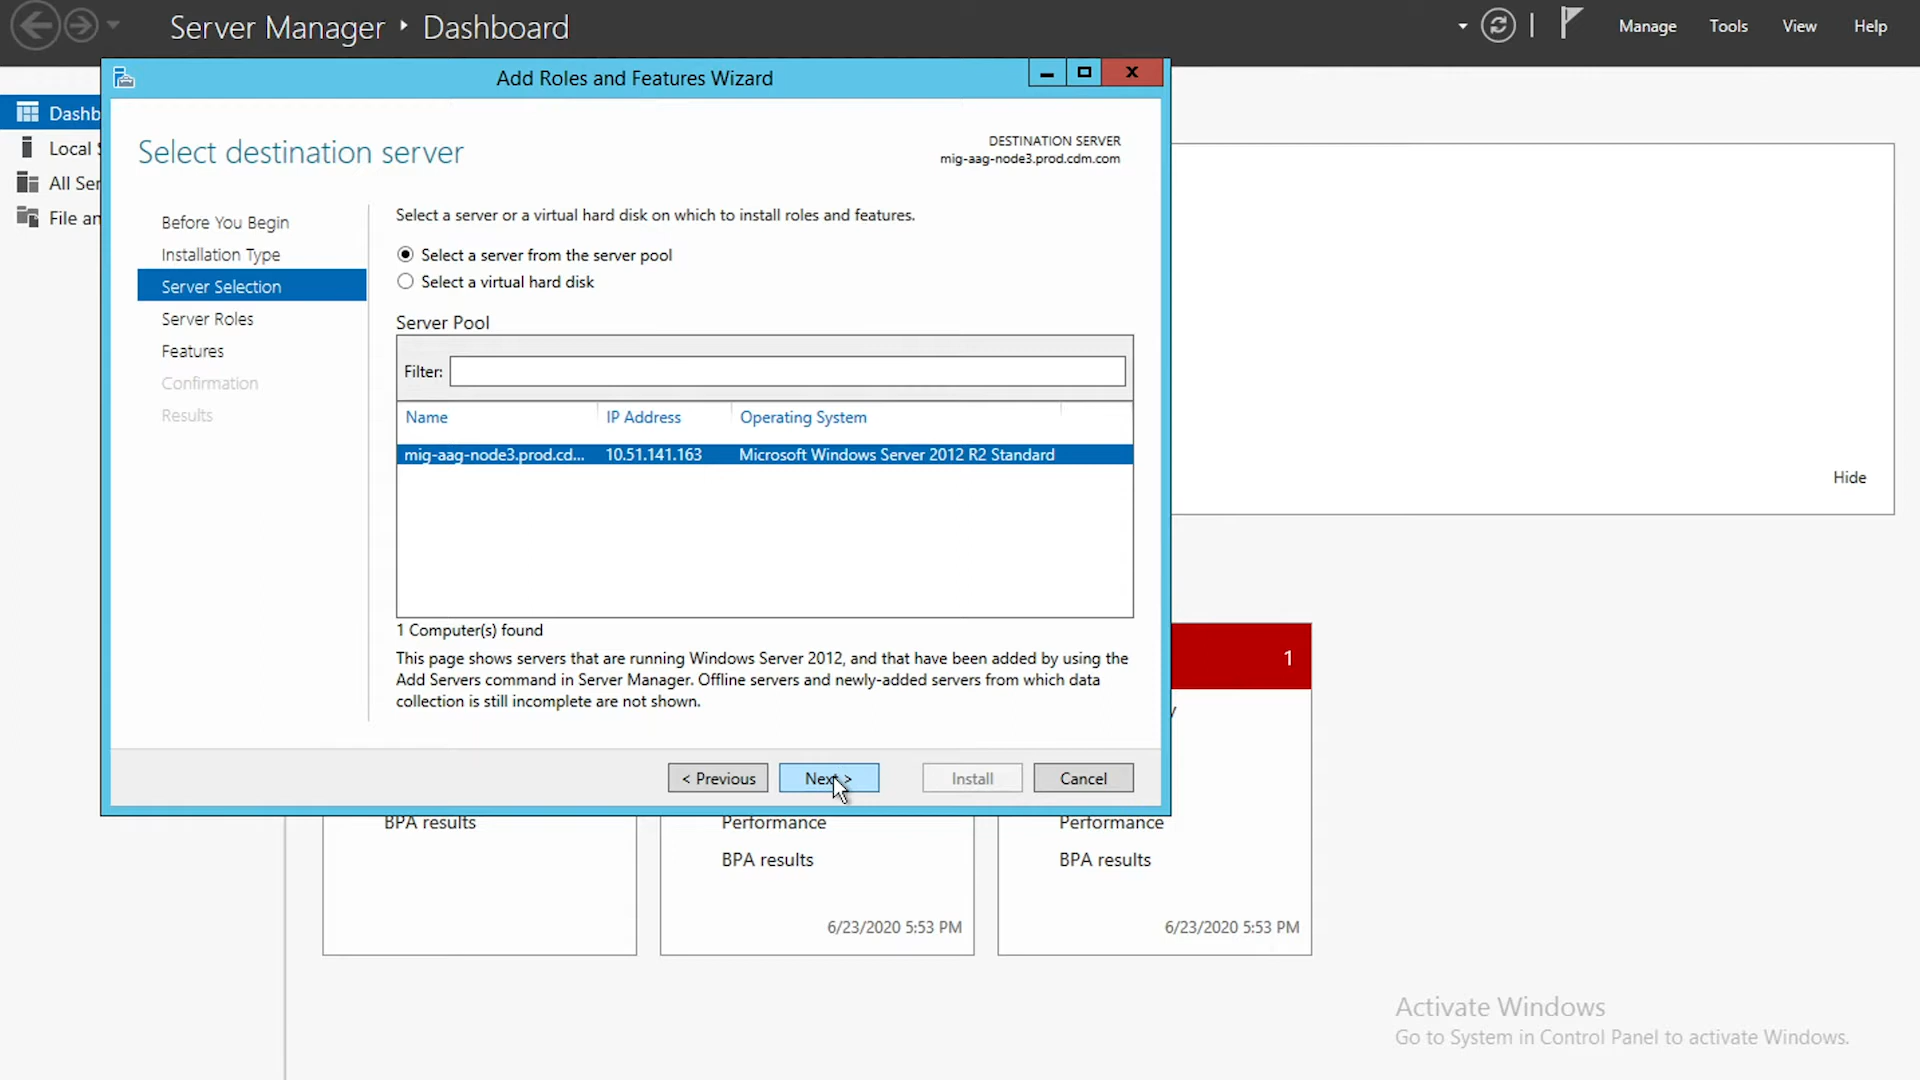 Server Manager ‣ Dashboard
Manage
Tools
View
Help
Add Roles and Features Wizard
Dashb
Local
All Ser
File an
Select destination server
DESTINATION SERVER
mig-aag-node3.prod.cdm.com
Before You Begin
Installation Type
Server Selection
Server Roles
Features
Confirmation
Results
Select a server or a virtual hard disk on which to install roles and features.
Select a server from the server pool
Select a virtual hard disk
Server Pool
Filter:
Name IP Address Operating System
mig-aag-node3.prod.cd... 10.51.141.163 Microsoft Windows Server 2012 R2 Standard
1 Computer(s) found
This page shows servers that are running Windows Server 2012, and that have been added by using the
Add Servers command in Server Manager. Offline servers and newly-added servers from which data
collection is still incomplete are not shown.
< Previous
Next >
Install
Cancel
Hide
1
BPA results
Performance
BPA results
6/23/2020 5:53 PM
Performance
BPA results
6/23/2020 5:53 PM
Activate Windows
Go to System in Control Panel to activate Windows.